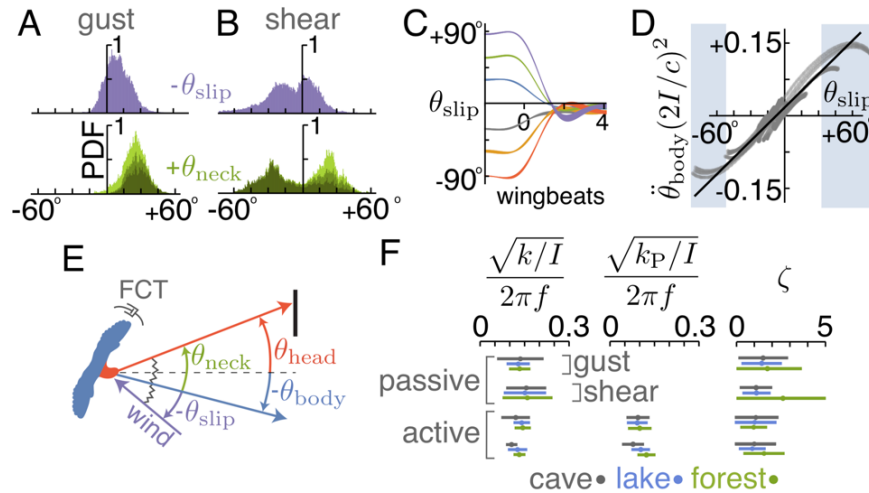 A
gust
1
-θslip
PDF
1
+θneck
-60° +60°
B
shear
1
1
-60° +60°
C
+90°
θslip
0 4
-90°
wingbeats
D
θ̈body(2I/c)²
+0.15
θslip
-60°
+60°
-0.15
E
FCT
θneck
θhead
-θbody
-θslip
wind
F
√k/I / 2πf
√kP/I / 2πf
ζ
0 0.3 0 0.3 0 5
passive
gust
shear
active
cave• lake• forest•